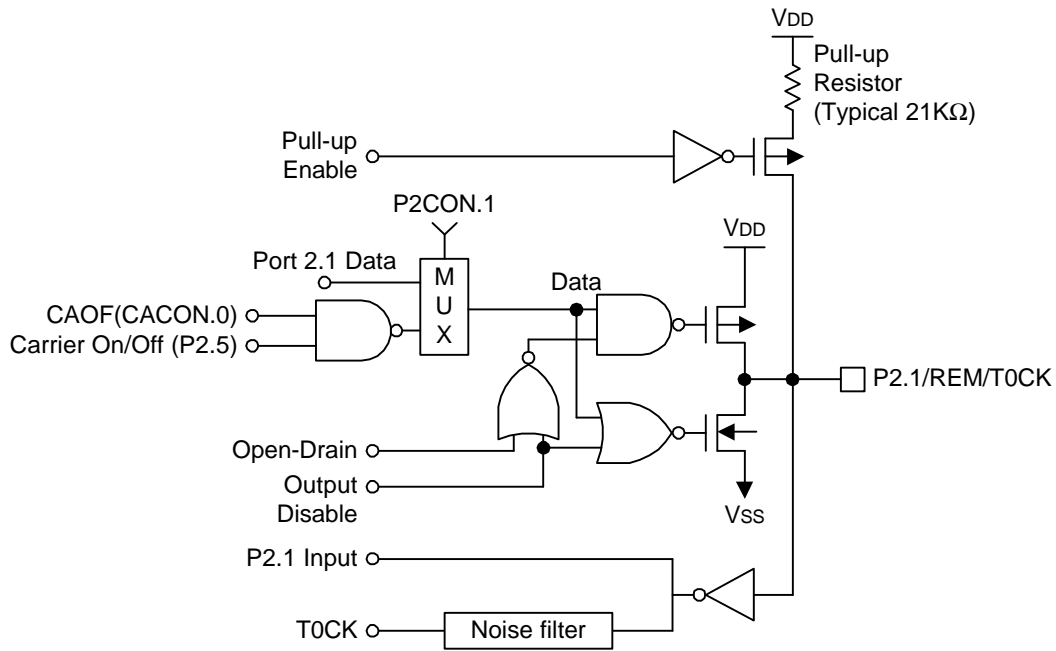 VDD
Pull-up
Resistor
(Typical 21KΩ)
Pull-up
Enable
P2CON.1
VDD
Port 2.1 Data
M
U
X
Data
CAOF(CACON.0)
Carrier On/Off (P2.5)
P2.1/REM/T0CK
Open-Drain
Output
Disable
VSS
P2.1 Input
T0CK
Noise filter